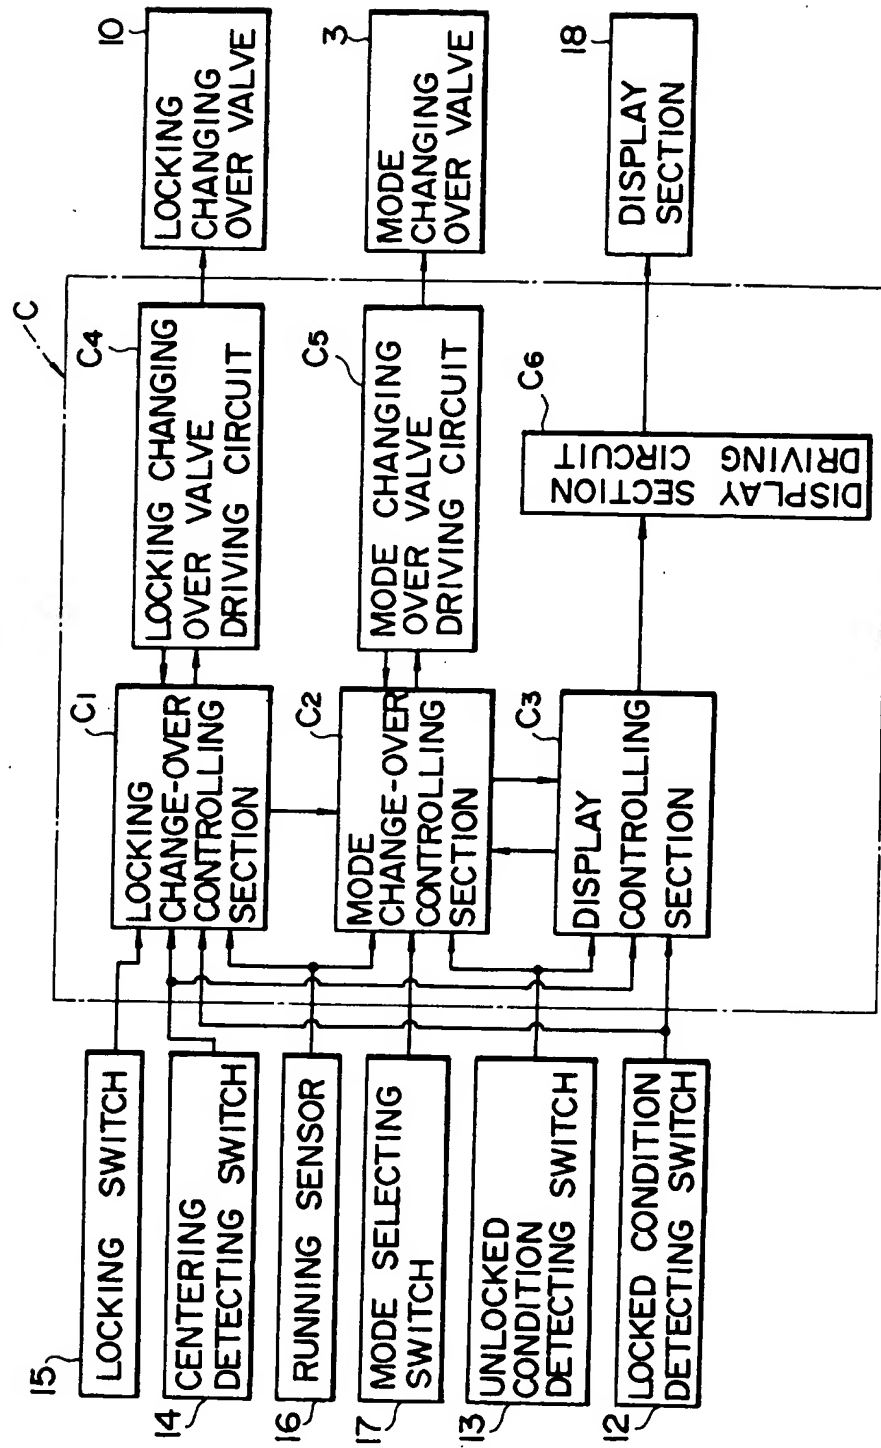 15
LOCKING SWITCH
14
CENTERING
DETECTING SWITCH
16
RUNNING SENSOR
17
MODE SELECTING
SWITCH
13
UNLOCKED
CONDITION
DETECTING SWITCH
12
LOCKED CONDITION
DETECTING SWITCH
C
C1
LOCKING
CHANGE-OVER
CONTROLLING
SECTION
C2
MODE
CHANGE-OVER
CONTROLLING
SECTION
C3
DISPLAY
CONTROLLING
SECTION
C4
LOCKING CHANGING
OVER VALVE
DRIVING CIRCUIT
C5
MODE CHANGING
OVER VALVE
DRIVING CIRCUIT
C6
DISPLAY SECTION
DRIVING CIRCUIT
10
LOCKING
CHANGING
OVER VALVE
3
MODE
CHANGING
OVER VALVE
18
DISPLAY
SECTION